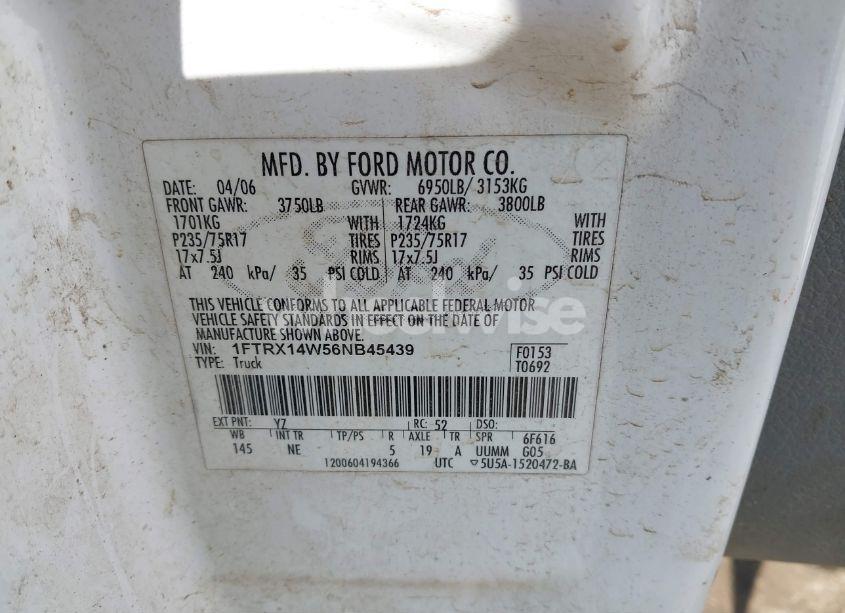 MFD. BY FORD MOTOR CO.
DATE: 04/06 GVWR: 6950LB/ 3153KG
FRONT GAWR: 3750LB REAR GAWR: 3800LB
1701KG WITH 1724KG WITH
P235/75R17 TIRES P235/75R17 TIRES
17x7.5J RIMS 17x7.5J RIMS
AT 240 kPa/ 35 PSI COLD AT 240 kPa/ 35 PSI COLD
THIS VEHICLE CONFORMS TO ALL APPLICABLE FEDERAL MOTOR
VEHICLE SAFETY STANDARDS IN EFFECT ON THE DATE OF
MANUFACTURE SHOWN ABOVE.
VIN: 1FTRX14W56NB45439 F0153
TYPE: Truck T0692
EXT PNT: YZ RC: 52 DSO:
WB INT TR TP/PS R AXLE TR SPR 6F616
145 NE 5 19 A UUMM G05
1200604194366 UTC ▽5U5A-1520472-BA